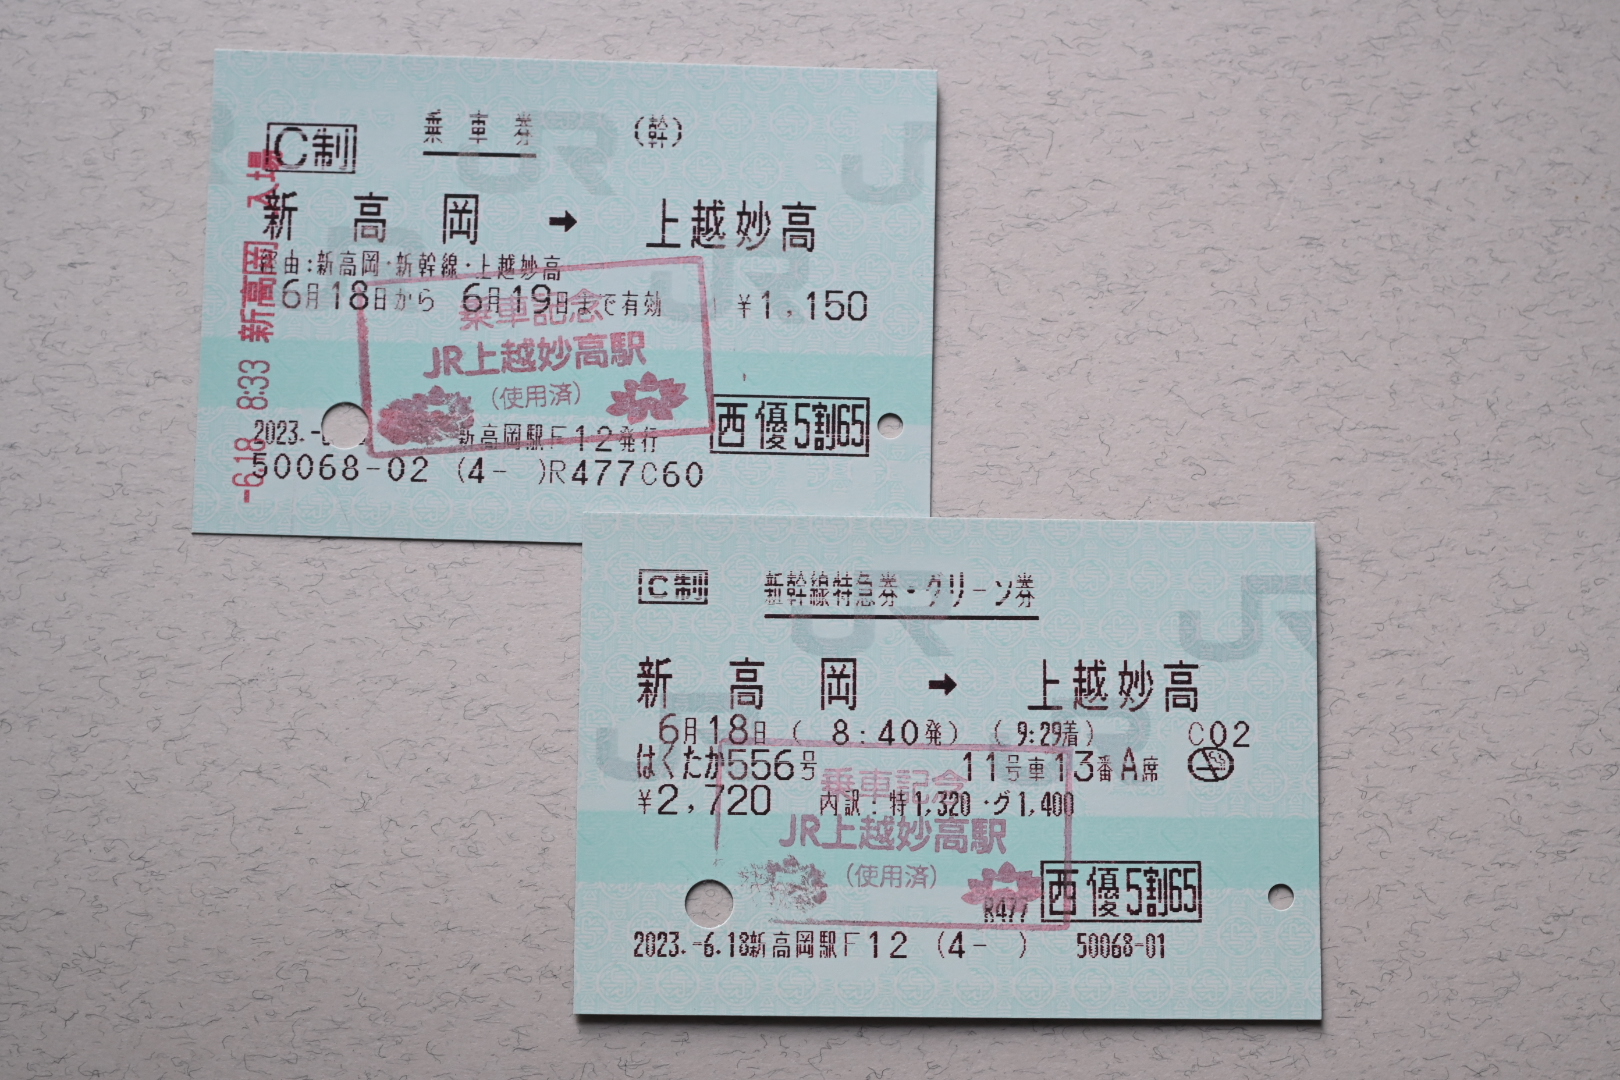 C制 乗車券 (幹)
新高岡 → 上越妙高
経由:新高岡・新幹線・上越妙高
6月18日から 6月19日まで有効 ¥1,150
乗車記念
JR上越妙高駅
(使用済)
西 優5割65
2023.- 新高岡駅F12発行
50068-02 (4- )R477C60
-6.18 8:33 新高岡 入場
C制 新幹線特急券・グリーン券
新高岡 → 上越妙高
6月18日 ( 8:40発) ( 9:29着) C02
はくたか556号 11号車13番A席
¥2,720 内訳:特1,320・グ1,400
乗車記念
JR上越妙高駅
(使用済)
R477 西 優5割65
2023.-6.18新高岡駅F12 (4- ) 50068-01